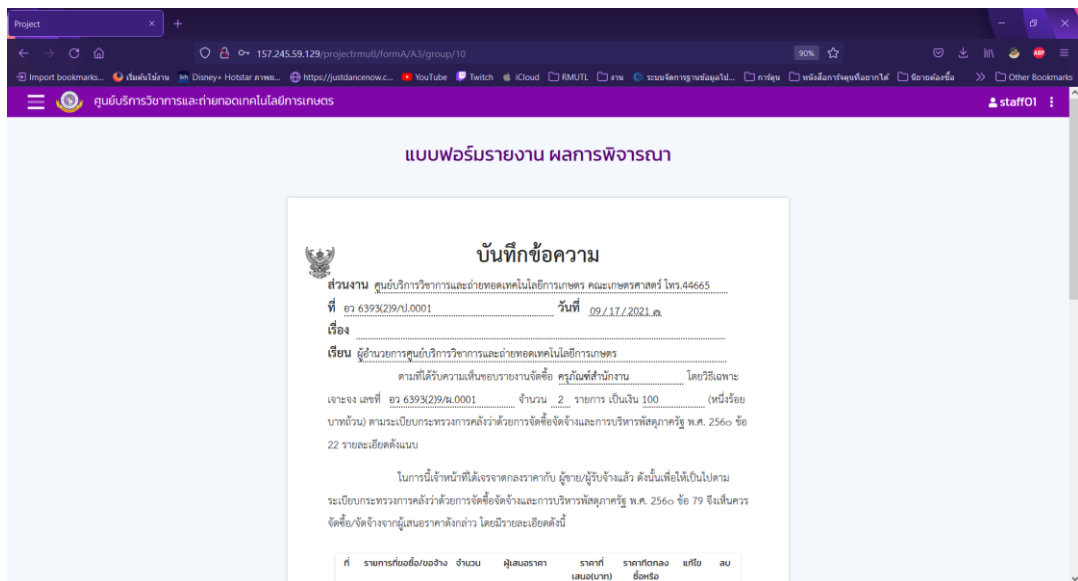 Project
157.245.59.129/projectrmutl/formA/A3/group/10
90%
Import bookmarks... เริ่มต้นใช้งาน Disney+ Hotstar ภาพย... https://justdancenow.c... YouTube Twitch iCloud RMUTL งาน ระบบจัดการฐานข้อมูลไป... การ์ตูน หนังสือการ์ตูนที่อยากได้ นิยายต้องซื้อ Other Bookmarks
ศูนย์บริการวิชาการและถ่ายทอดเทคโนโลยีการเกษตร staff01
แบบฟอร์มรายงาน ผลการพิจารณา
บันทึกข้อความ
ส่วนงาน ศูนย์บริการวิชาการและถ่ายทอดเทคโนโลยีการเกษตร คณะเกษตรศาสตร์ โทร.44665
ที่ อว 6393(2)9/ป.0001 วันที่ 09/17/2021
เรื่อง
เรียน ผู้อำนวยการศูนย์บริการวิชาการและถ่ายทอดเทคโนโลยีการเกษตร
ตามที่ได้รับความเห็นชอบรายงานจัดซื้อ ครุภัณฑ์สำนักงาน โดยวิธีเฉพาะ
เจาะจง เลขที่ อว 6393(2)9/ผ.0001 จำนวน 2 รายการ เป็นเงิน 100 (หนึ่งร้อย
บาทถ้วน) ตามระเบียบกระทรวงการคลังว่าด้วยการจัดซื้อจัดจ้างและการบริหารพัสดุภาครัฐ พ.ศ. 256๐ ข้อ
22 รายละเอียดดังแนบ
ในการนี้เจ้าหน้าที่ได้เจรจาตกลงราคากับ ผู้ขาย/ผู้รับจ้างแล้ว ดังนั้นเพื่อให้เป็นไปตาม
ระเบียบกระทรวงการคลังว่าด้วยการจัดซื้อจัดจ้างและการบริหารพัสดุภาครัฐ พ.ศ. 256๐ ข้อ 79 จึงเห็นควร
จัดซื้อ/จัดจ้างจากผู้เสนอราคาดังกล่าว โดยมีรายละเอียดดังนี้
ที่ รายการที่ขอซื้อ/ขอจ้าง จำนวน ผู้เสนอราคา ราคาที่ ราคาที่ตกลง แก้ไข ลบ
เสนอ(บาท) ซื้อหรือ